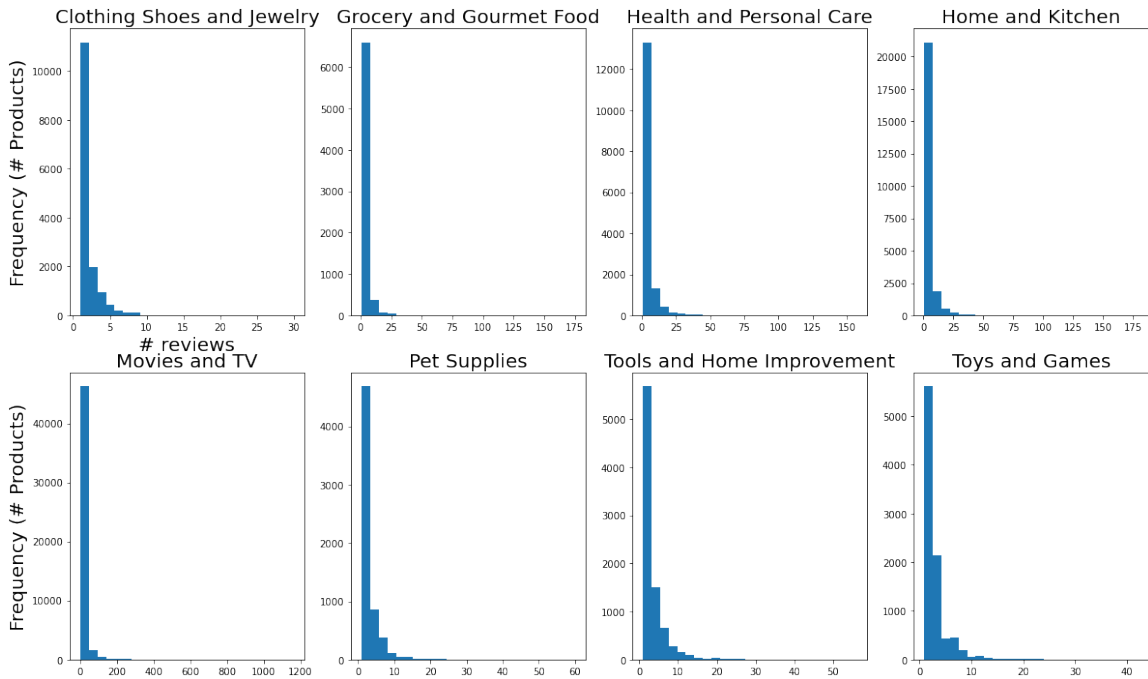 Clothing Shoes and Jewelry
Grocery and Gourmet Food
Health and Personal Care
Home and Kitchen
Frequency (# Products)
10000
8000
6000
4000
2000
0
0 5 10 15 20 25 30
# reviews
6000
5000
4000
3000
2000
1000
0
0 25 50 75 100 125 150 175
12000
10000
8000
6000
4000
2000
0
0 25 50 75 100 125 150
20000
17500
15000
12500
10000
7500
5000
2500
0
0 25 50 75 100 125 150 175
Movies and TV
Pet Supplies
Tools and Home Improvement
Toys and Games
Frequency (# Products)
40000
30000
20000
10000
0
0 200 400 600 800 1000 1200
4000
3000
2000
1000
0
0 10 20 30 40 50 60
5000
4000
3000
2000
1000
0
0 10 20 30 40 50
5000
4000
3000
2000
1000
0
0 10 20 30 40